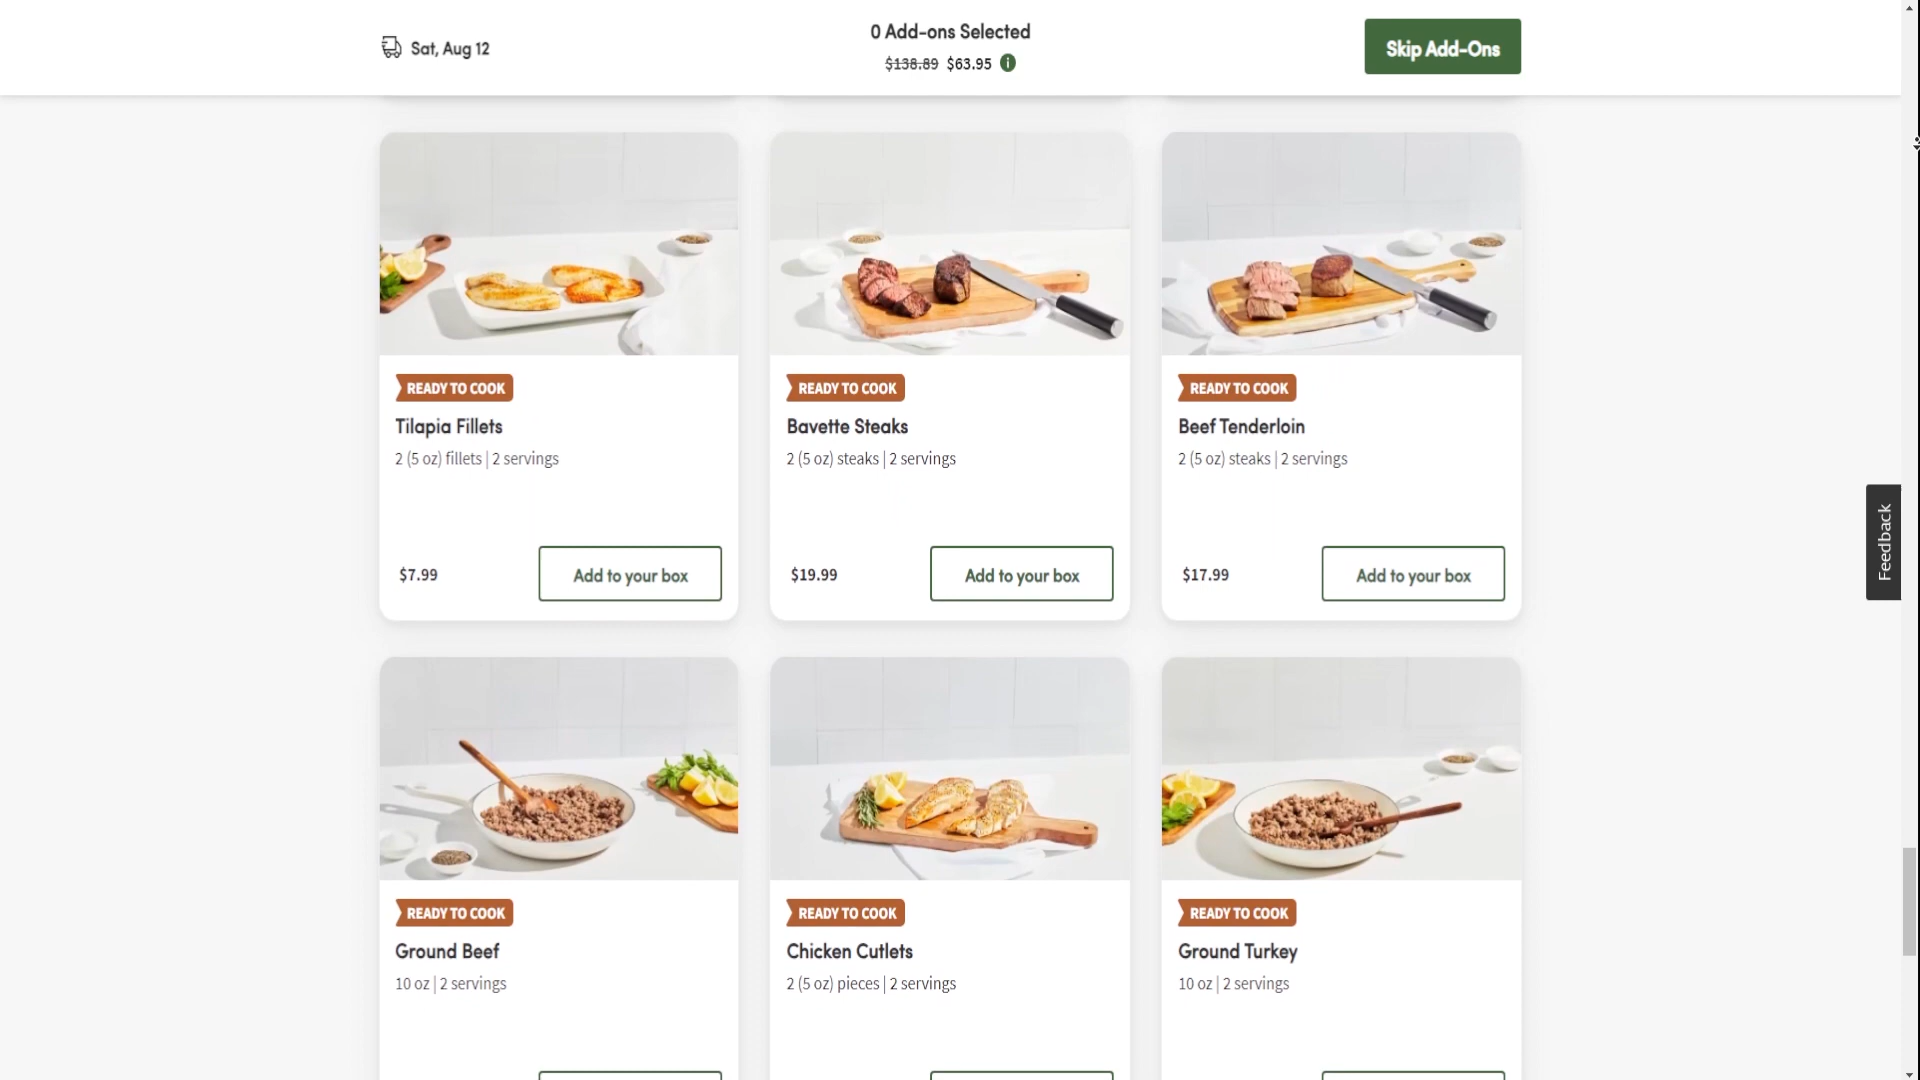 Sat, Aug 12
0 Add-ons Selected
$138.89 $63.95 i
Skip Add-Ons
READY TO COOK
Tilapia Fillets
2 (5 oz) fillets | 2 servings
$7.99
Add to your box
READY TO COOK
Bavette Steaks
2 (5 oz) steaks | 2 servings
$19.99
Add to your box
READY TO COOK
Beef Tenderloin
2 (5 oz) steaks | 2 servings
$17.99
Add to your box
Feedback
READY TO COOK
Ground Beef
10 oz | 2 servings
READY TO COOK
Chicken Cutlets
2 (5 oz) pieces | 2 servings
READY TO COOK
Ground Turkey
10 oz | 2 servings